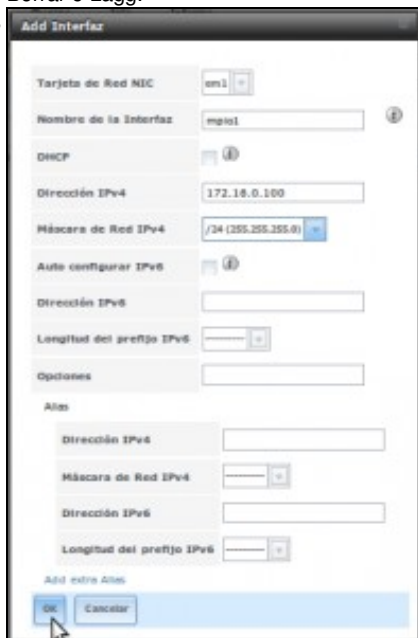 Add Interfaz
Tarjeta de Red NIC em1
Nombre de la Interfaz mpio1
DHCP
Dirección IPv4 172.16.0.100
Máscara de Red IPv4 /24 (255.255.255.0)
Auto configurar IPv6
Dirección IPv6
Longitud del prefijo IPv6 ---------
Opciones
Alias
Dirección IPv4
Máscara de Red IPv4 ---------
Dirección IPv6
Longitud del prefijo IPv6 ---------
Add extra Alias
OK Cancelar